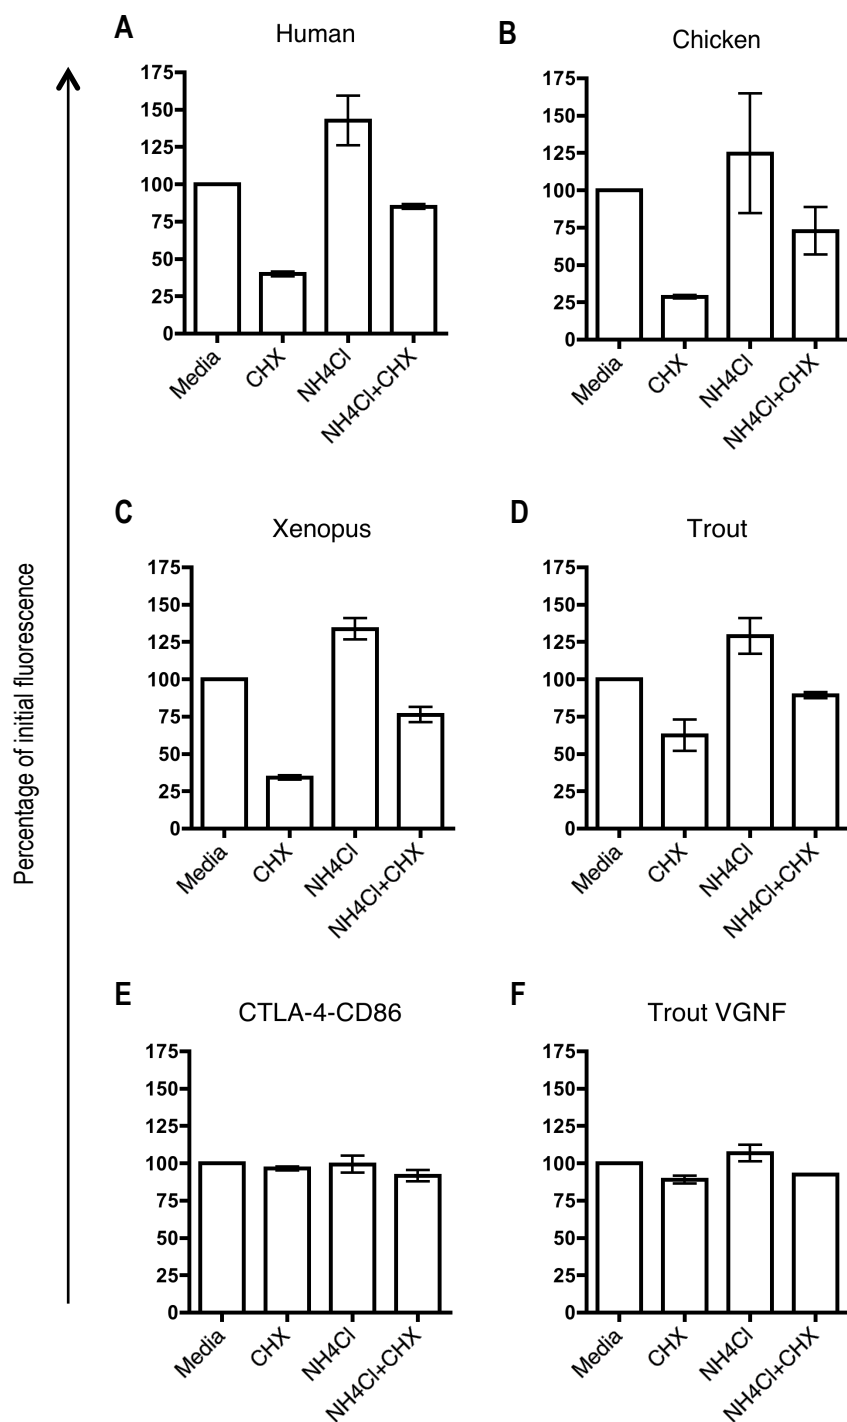 Percentage of initial fluorescence
A
Human
175
150
125
100
75
50
25
0
Media
CHX
NH4Cl
NH4Cl+CHX
B
Chicken
175
150
125
100
75
50
25
0
Media
CHX
NH4Cl
NH4Cl+CHX
C
Xenopus
175
150
125
100
75
50
25
0
Media
CHX
NH4Cl
NH4Cl+CHX
D
Trout
175
150
125
100
75
50
25
0
Media
CHX
NH4Cl
NH4Cl+CHX
E
CTLA-4-CD86
175
150
125
100
75
50
25
0
Media
CHX
NH4Cl
NH4Cl+CHX
F
Trout VGNF
175
150
125
100
75
50
25
0
Media
CHX
NH4Cl
NH4Cl+CHX